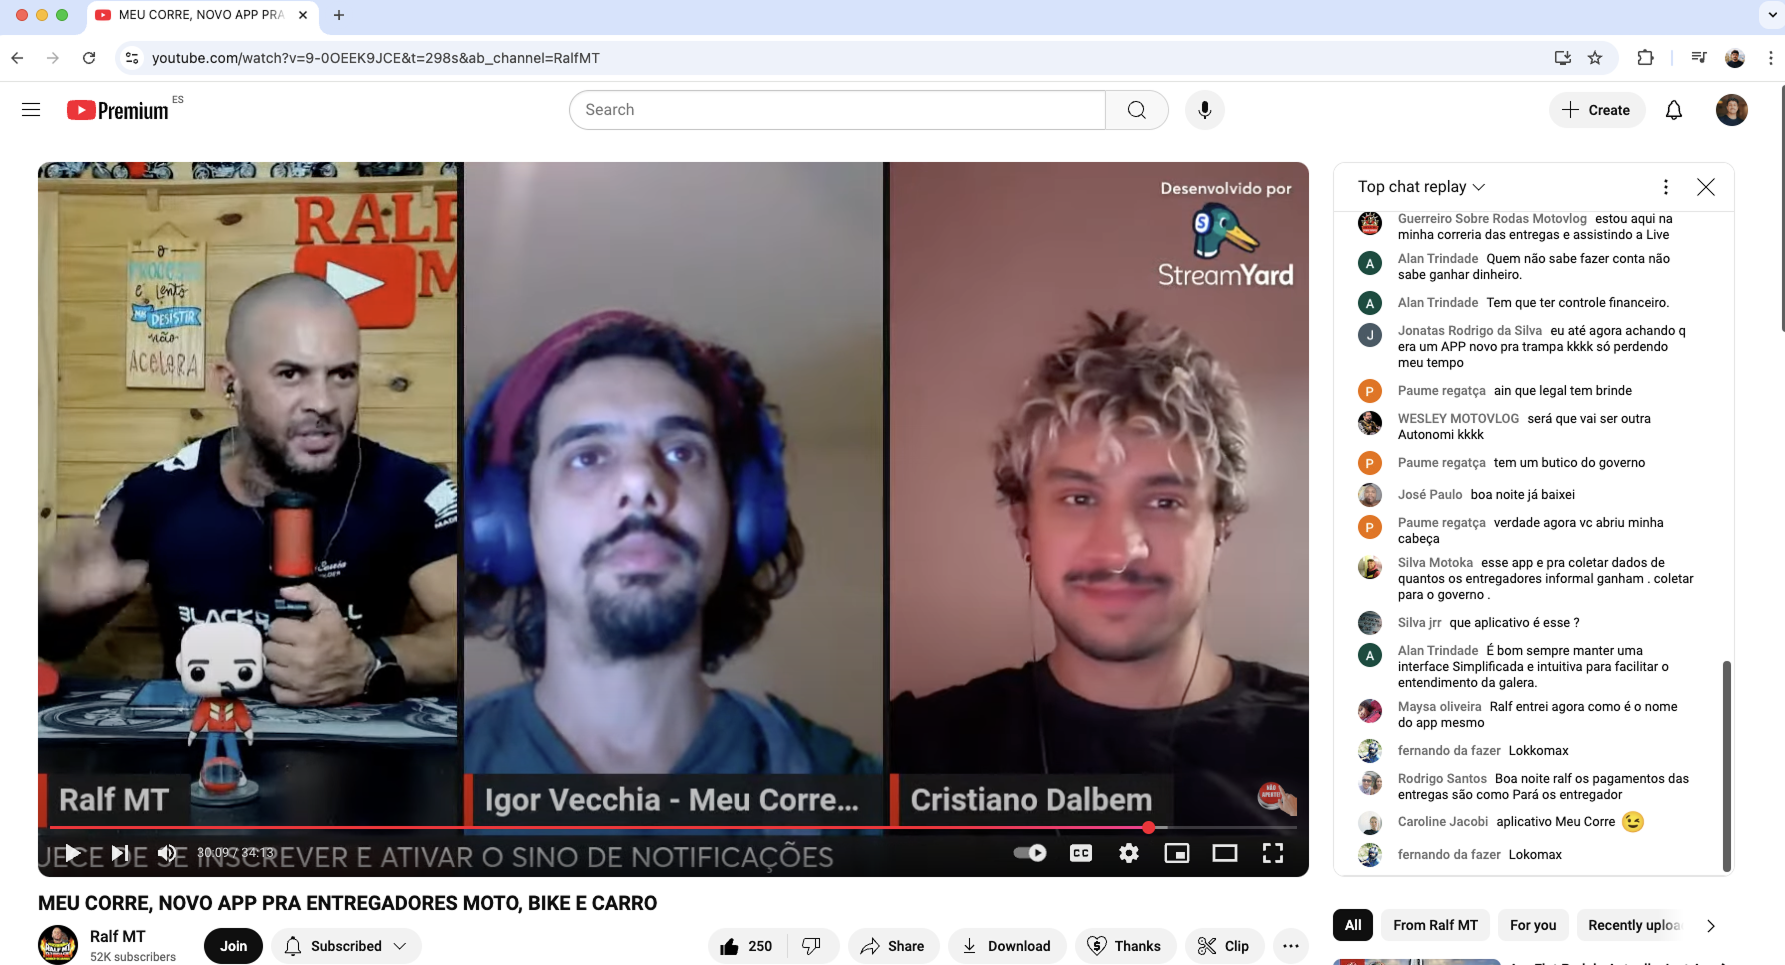 MEU CORRE, NOVO APP PRA
youtube.com/watch?v=9-0OEEK9JCE&t=298s&ab_channel=RalfMT
Premium ES
Search
Create
Desenvolvido por
StreamYard
RALF
M
O
PROCESSO
é lento
mas DESISTIR
não
ACELERA
BLACK
Ralf MT
Igor Vecchia - Meu Corre...
Cristiano Dalbem
UECE DE SE INSCREVER E ATIVAR O SINO DE NOTIFICAÇÕES
30:09 / 34:13
CC
MEU CORRE, NOVO APP PRA ENTREGADORES MOTO, BIKE E CARRO
Ralf MT
52K subscribers
Join
Subscribed
250
Share
Download
Thanks
Clip
Top chat replay
Guerreiro Sobre Rodas Motovlog estou aqui na
minha correria das entregas e assistindo a Live
A Alan Trindade Quem não sabe fazer conta não
sabe ganhar dinheiro.
A Alan Trindade Tem que ter controle financeiro.
J Jonatas Rodrigo da Silva eu até agora achando q
era um APP novo pra trampa kkkk só perdendo
meu tempo
P Paume regatça ain que legal tem brinde
WESLEY MOTOVLOG será que vai ser outra
Autonomi kkkk
P Paume regatça tem um butico do governo
José Paulo boa noite já baixei
P Paume regatça verdade agora vc abriu minha
cabeça
Silva Motoka esse app e pra coletar dados de
quantos os entregadores informal ganham . coletar
para o governo .
Silva jrr que aplicativo é esse ?
A Alan Trindade É bom sempre manter uma
interface Simplificada e intuitiva para facilitar o
entendimento da galera.
Maysa oliveira Ralf entrei agora como é o nome
do app mesmo
fernando da fazer Lokkomax
Rodrigo Santos Boa noite ralf os pagamentos das
entregas são como Pará os entregador
Caroline Jacobi aplicativo Meu Corre 😉
fernando da fazer Lokomax
All
From Ralf MT
For you
Recently uploa